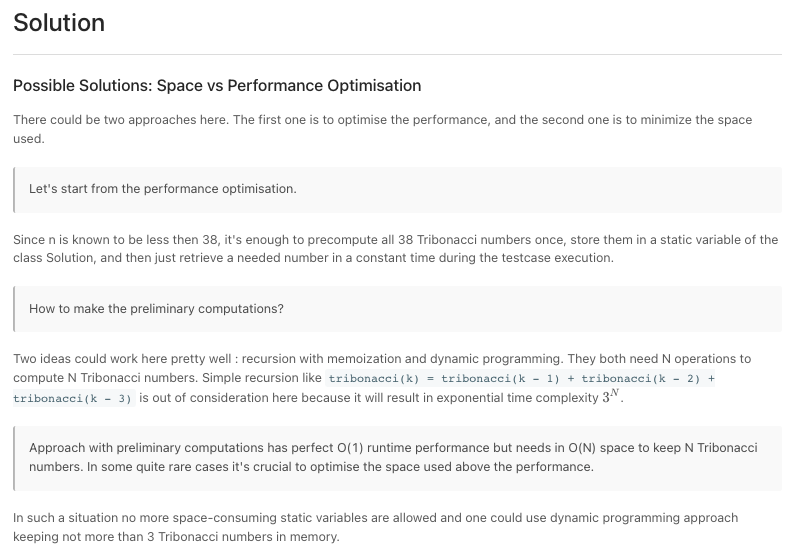 Solution
Possible Solutions: Space vs Performance Optimisation
There could be two approaches here. The first one is to optimise the performance, and the second one is to minimize the space
used.
Let's start from the performance optimisation.
Since n is known to be less then 38, it's enough to precompute all 38 Tribonacci numbers once, store them in a static variable of the
class Solution, and then just retrieve a needed number in a constant time during the testcase execution.
How to make the preliminary computations?
Two ideas could work here pretty well : recursion with memoization and dynamic programming. They both need N operations to
compute N Tribonacci numbers. Simple recursion like tribonacci(k) = tribonacci(k - 1) + tribonacci(k - 2) +
tribonacci(k - 3) is out of consideration here because it will result in exponential time complexity 3^N.
Approach with preliminary computations has perfect O(1) runtime performance but needs in O(N) space to keep N Tribonacci
numbers. In some quite rare cases it's crucial to optimise the space used above the performance.
In such a situation no more space-consuming static variables are allowed and one could use dynamic programming approach
keeping not more than 3 Tribonacci numbers in memory.